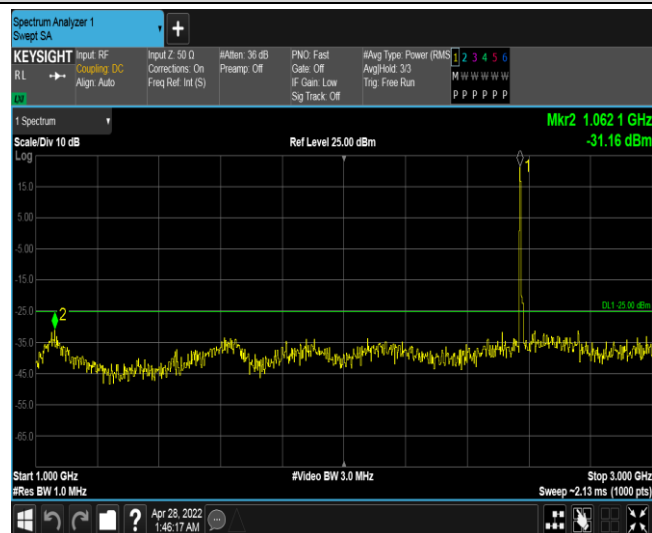 Spectrum Analyzer 1
Swept SA
+
KEYSIGHT
RL
Input: RF
Coupling: DC
Align: Auto
Input Z: 50 Ω
Corrections: On
Freq Ref: Int (S)
#Atten: 36 dB
Preamp: Off
PNO: Fast
Gate: Off
IF Gain: Low
Sig Track: Off
#Avg Type: Power (RMS
Avg|Hold: 3/3
Trig: Free Run
1 2 3 4 5 6
M W W W W W
P P P P P P
1 Spectrum
Scale/Div 10 dB
Log
Ref Level 25.00 dBm
Mkr2 1.062 1 GHz
-31.16 dBm
1
15.0
5.00
-5.00
-15.0
-25.0
2
DL1 -25.00 dBm
-35.0
-45.0
-55.0
-65.0
Start 1.000 GHz
#Res BW 1.0 MHz
#Video BW 3.0 MHz
Stop 3.000 GHz
Sweep ~2.13 ms (1000 pts)
?
Apr 28, 2022
1:46:17 AM